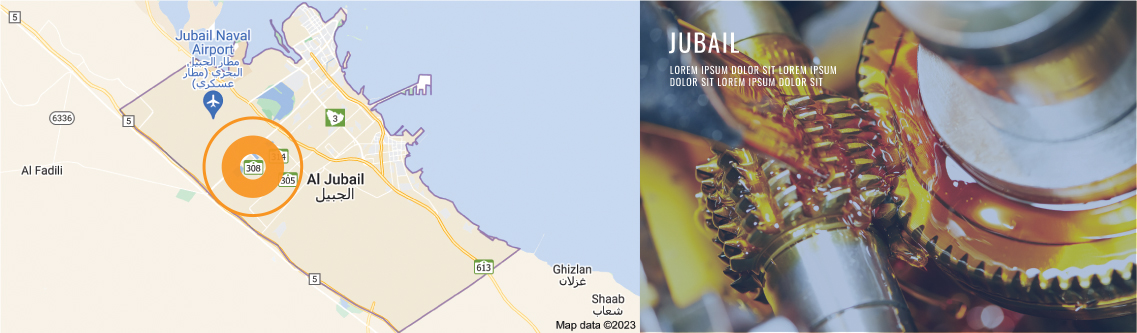 5
Jubail Naval
Airport
مطار الجبيل
البحري (مطار
عسكري)
6336
5
3
308
305
Al Fadili
Al Jubail
الجبيل
5
613
Ghizlan
غزلان
Shaab
شعاب
Map data ©2023
JUBAIL
LOREM IPSUM DOLOR SIT LOREM IPSUM
DOLOR SIT LOREM IPSUM DOLOR SIT